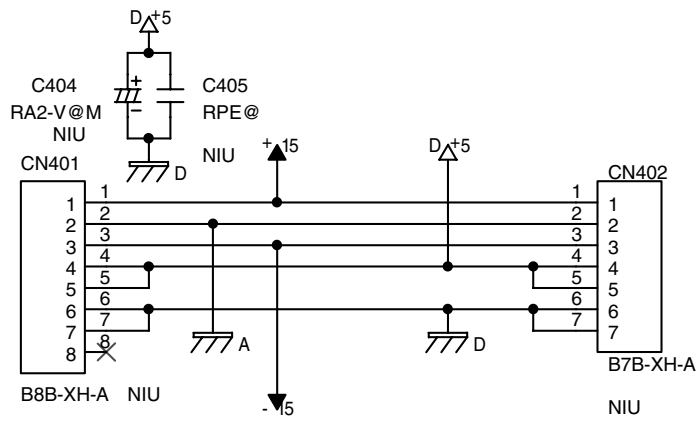 D +5
C404
C405
RA2-V@M
RPE@
NIU
NIU
D
CN401
+ 15
D +5
CN402
1 1 1 1
2 2 2 2
3 3 3 3
4 4 4 4
5 5 5 5
6 6 6 6
7 7 7 7
8 8
A
D
B8B-XH-A NIU
- 15
B7B-XH-A
NIU